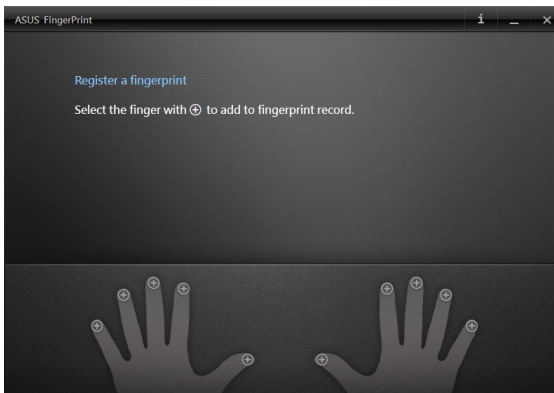 ASUS FingerPrint
Register a fingerprint
Select the finger with ⊕ to add to fingerprint record.